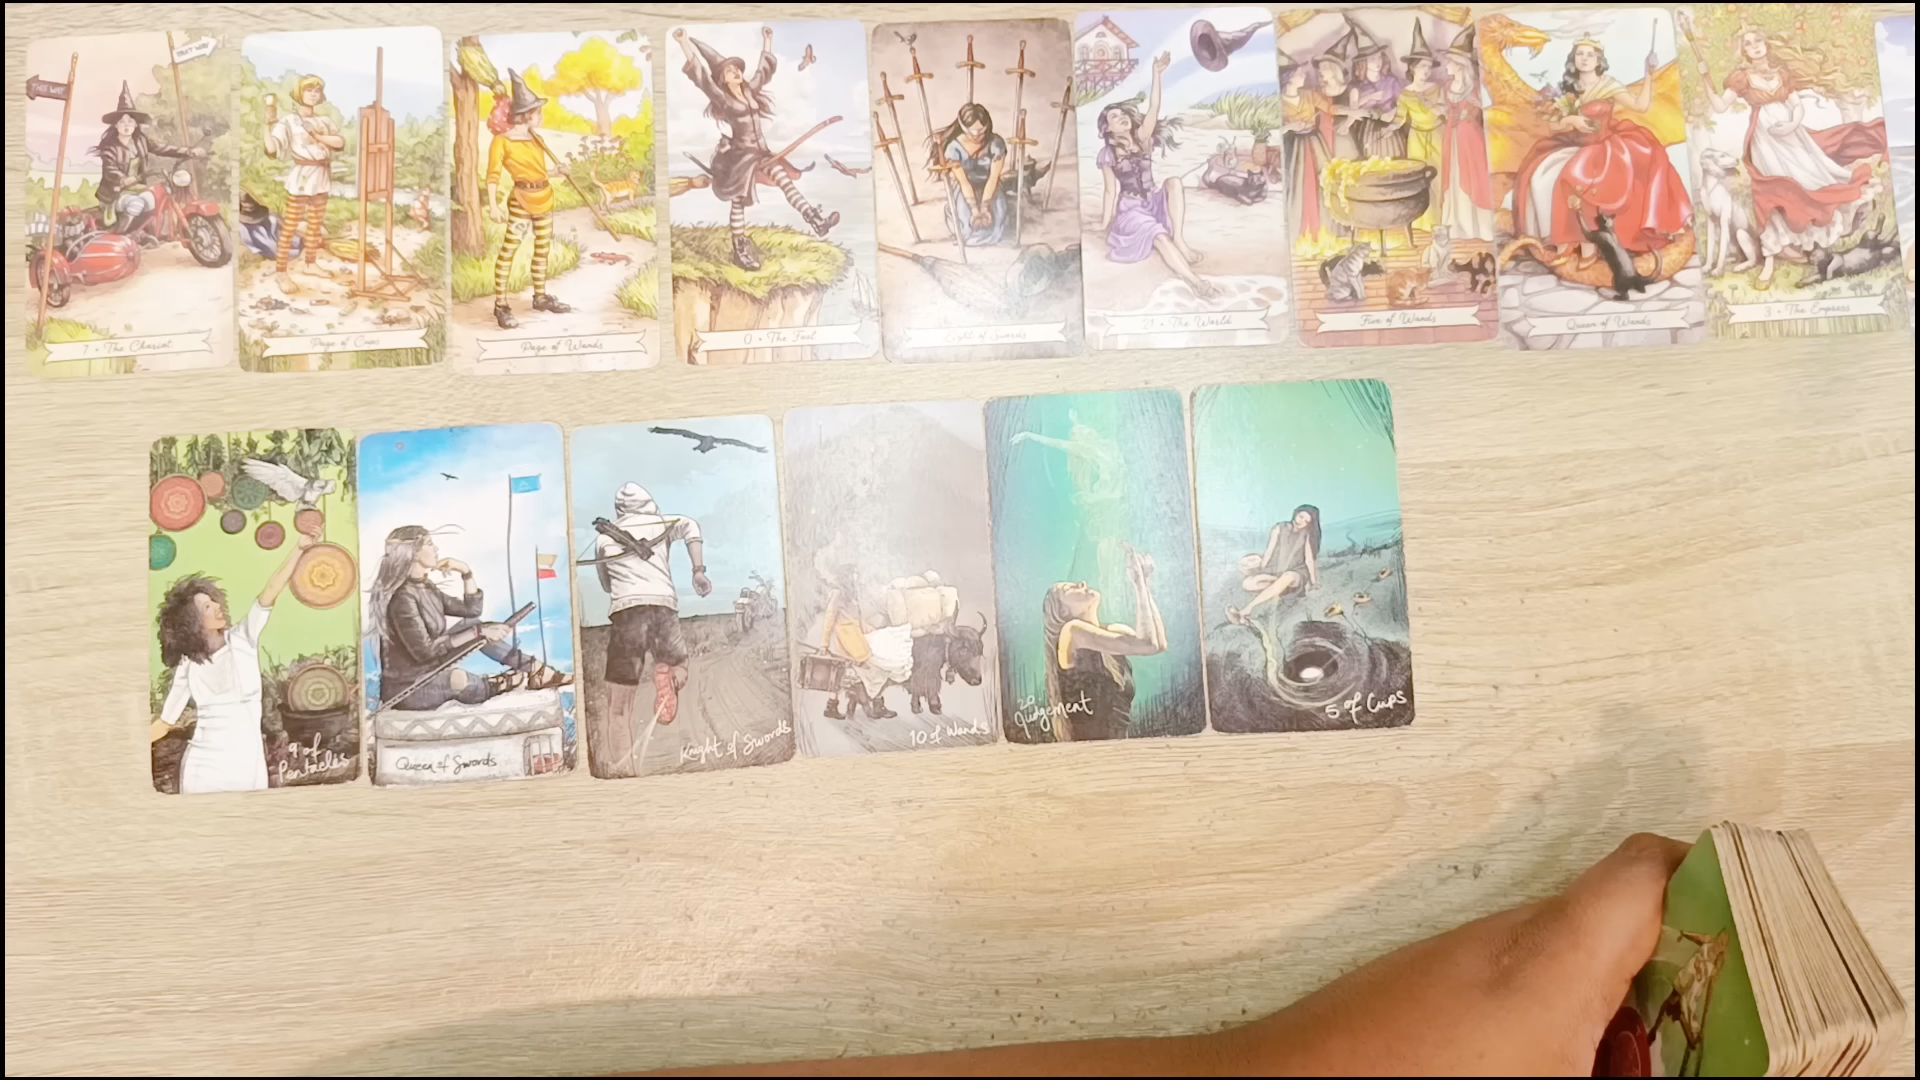 THIS WAY
THAT WAY
7 • The Chariot
Page of Cups
Page of Wands
0 • The Fool
Eight of Swords
21 • The World
Five of Wands
Queen of Wands
3 • The Empress
9 of
Pentacles
Queen of Swords
Knight of Swords
10 of Wands
20
Judgement
5 of Cups